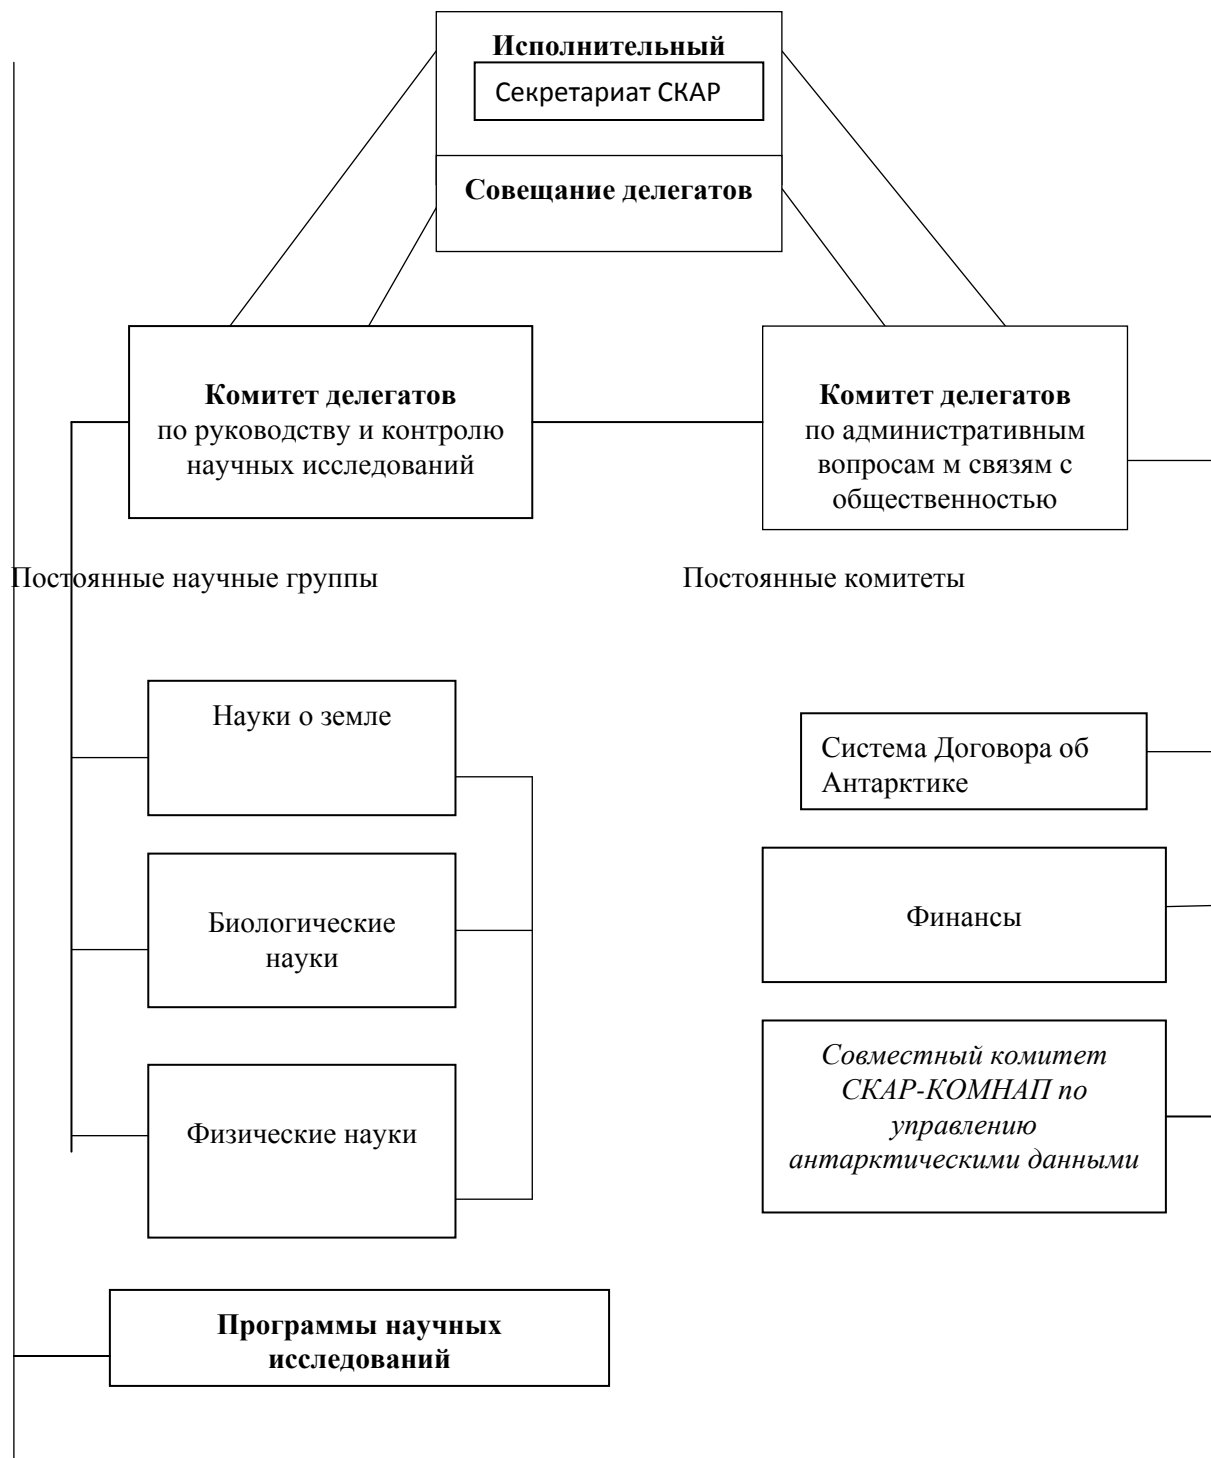 Исполнительный
Секретариат СКАР
Совещание делегатов
Комитет делегатов
по руководству и контролю
научных исследований
Комитет делегатов
по административным
вопросам м связям с
общественностью
Постоянные научные группы
Постоянные комитеты
Науки о земле
Биологические
науки
Физические науки
Система Договора об
Антарктике
Финансы
Совместный комитет
СКАР-КОМНАП по
управлению
антарктическими данными
Программы научных
исследований